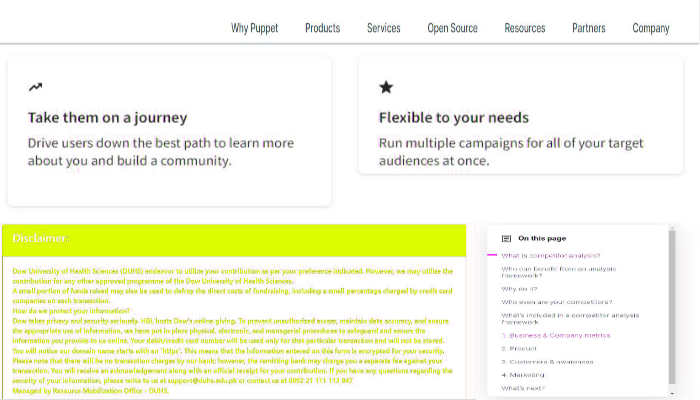 Why Puppet Products Services Open Source Resources Partners Company
Take them on a journey
Drive users down the best path to learn more
about you and build a community.
Flexible to your needs
Run multiple campaigns for all of your target
audiences at once.
Disclaimer:
Dow University of Health Sciences (DUHS) endeavor to utilize your contribution as per your preference indicated. However, we may utilize the
contribution for any other approved programme of the Dow University of Health Sciences.
A small portion of funds raised may also be used to defray the direct costs of fundraising, including a small percentage charged by credit card
companies on each transaction.
How do we protect your information?
Dow takes privacy and security seriously. HBL hosts Dow's online giving. To prevent unauthorized access, maintain data accuracy, and ensure
the appropriate use of information, we have put in place physical, electronic, and managerial procedures to safeguard and secure the
information you provide to us online. Your debit/credit card number will be used only for this particular transaction and will not be stored.
You will notice our domain name starts with an 'https'. This means that the information entered on this form is encrypted for your security.
Please note that there will be no transaction charges by our bank; however, the remitting bank may charge you a separate fee against your
transaction. You will receive an acknowledgement along with an official receipt for your contribution. If you have any questions regarding the
security of your information, please write to us at support@duhs.edu.pk or contact us at 0092 21 111 113 847
Managed by Resource Mobilization Office - DUHS.
On this page
What is competitor analysis?
Who can benefit from an analysis
framework?
Why do it?
Who even are your competitors?
What's included in a competitor analysis
framework
1. Business & Company metrics
2. Product
3. Customers & awareness
4. Marketing
What's next?